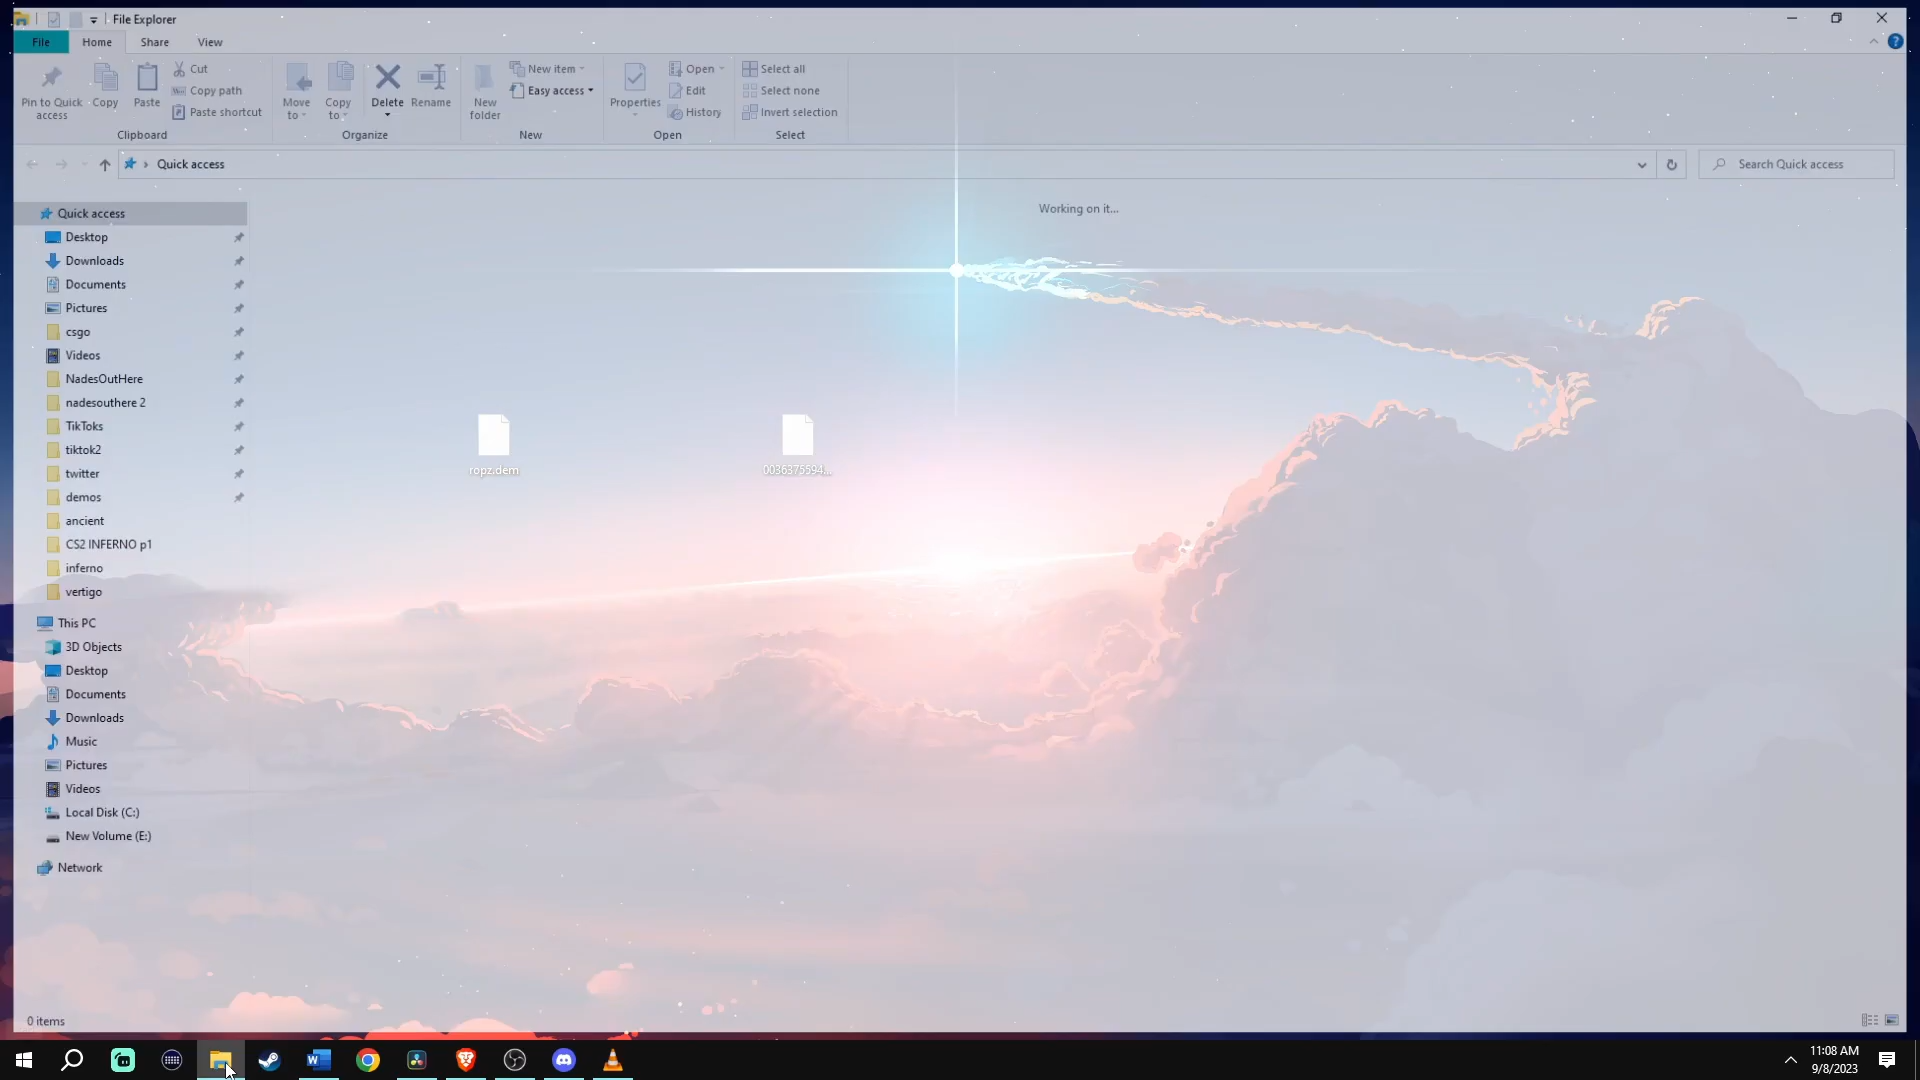 File Explorer
File Home Share View
Pin to Quick access
Copy
Paste
Cut
Copy path
Paste shortcut
Clipboard
Move to
Copy to
Delete
Rename
Organize
New folder
New item
Easy access
New
Properties
Open
Edit
History
Open
Select all
Select none
Invert selection
Select
Quick access
Search Quick access
Working on it...
Quick access
Desktop
Downloads
Documents
Pictures
csgo
Videos
NadesOutHere
nadesouthere 2
TikToks
tiktok2
twitter
demos
ancient
CS2 INFERNO p1
inferno
vertigo
This PC
3D Objects
Desktop
Documents
Downloads
Music
Pictures
Videos
Local Disk (C:)
New Volume (E:)
Network
ropz.dem
0036375594...
0 items
11:08 AM
9/8/2023